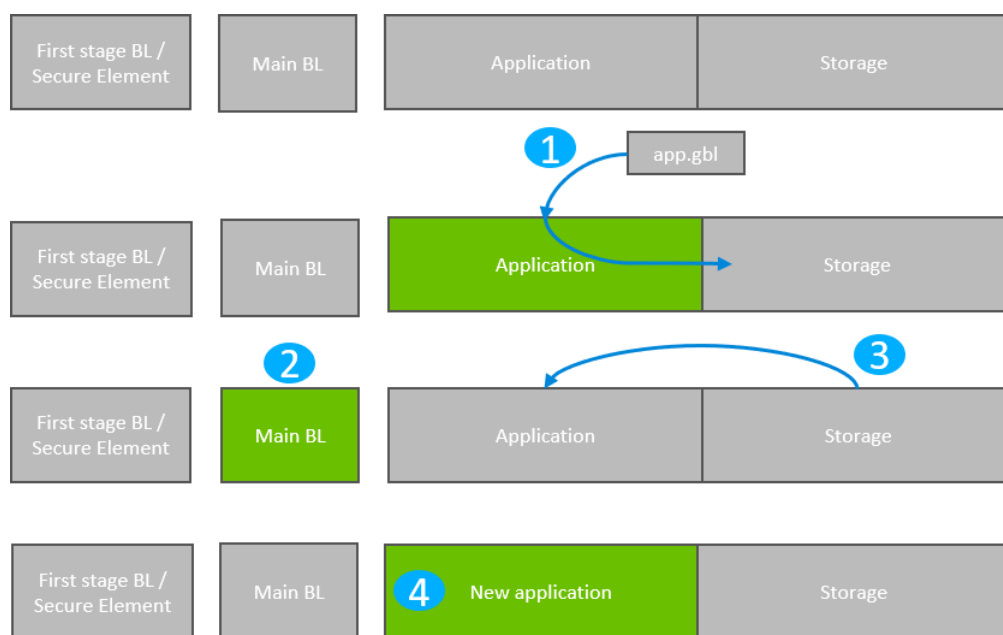 First stage BL /
Secure Element
Main BL
Application
Storage
1
app.gbl
First stage BL /
Secure Element
Main BL
Application
Storage
2
3
First stage BL /
Secure Element
Main BL
Application
Storage
First stage BL /
Secure Element
Main BL
4
New application
Storage